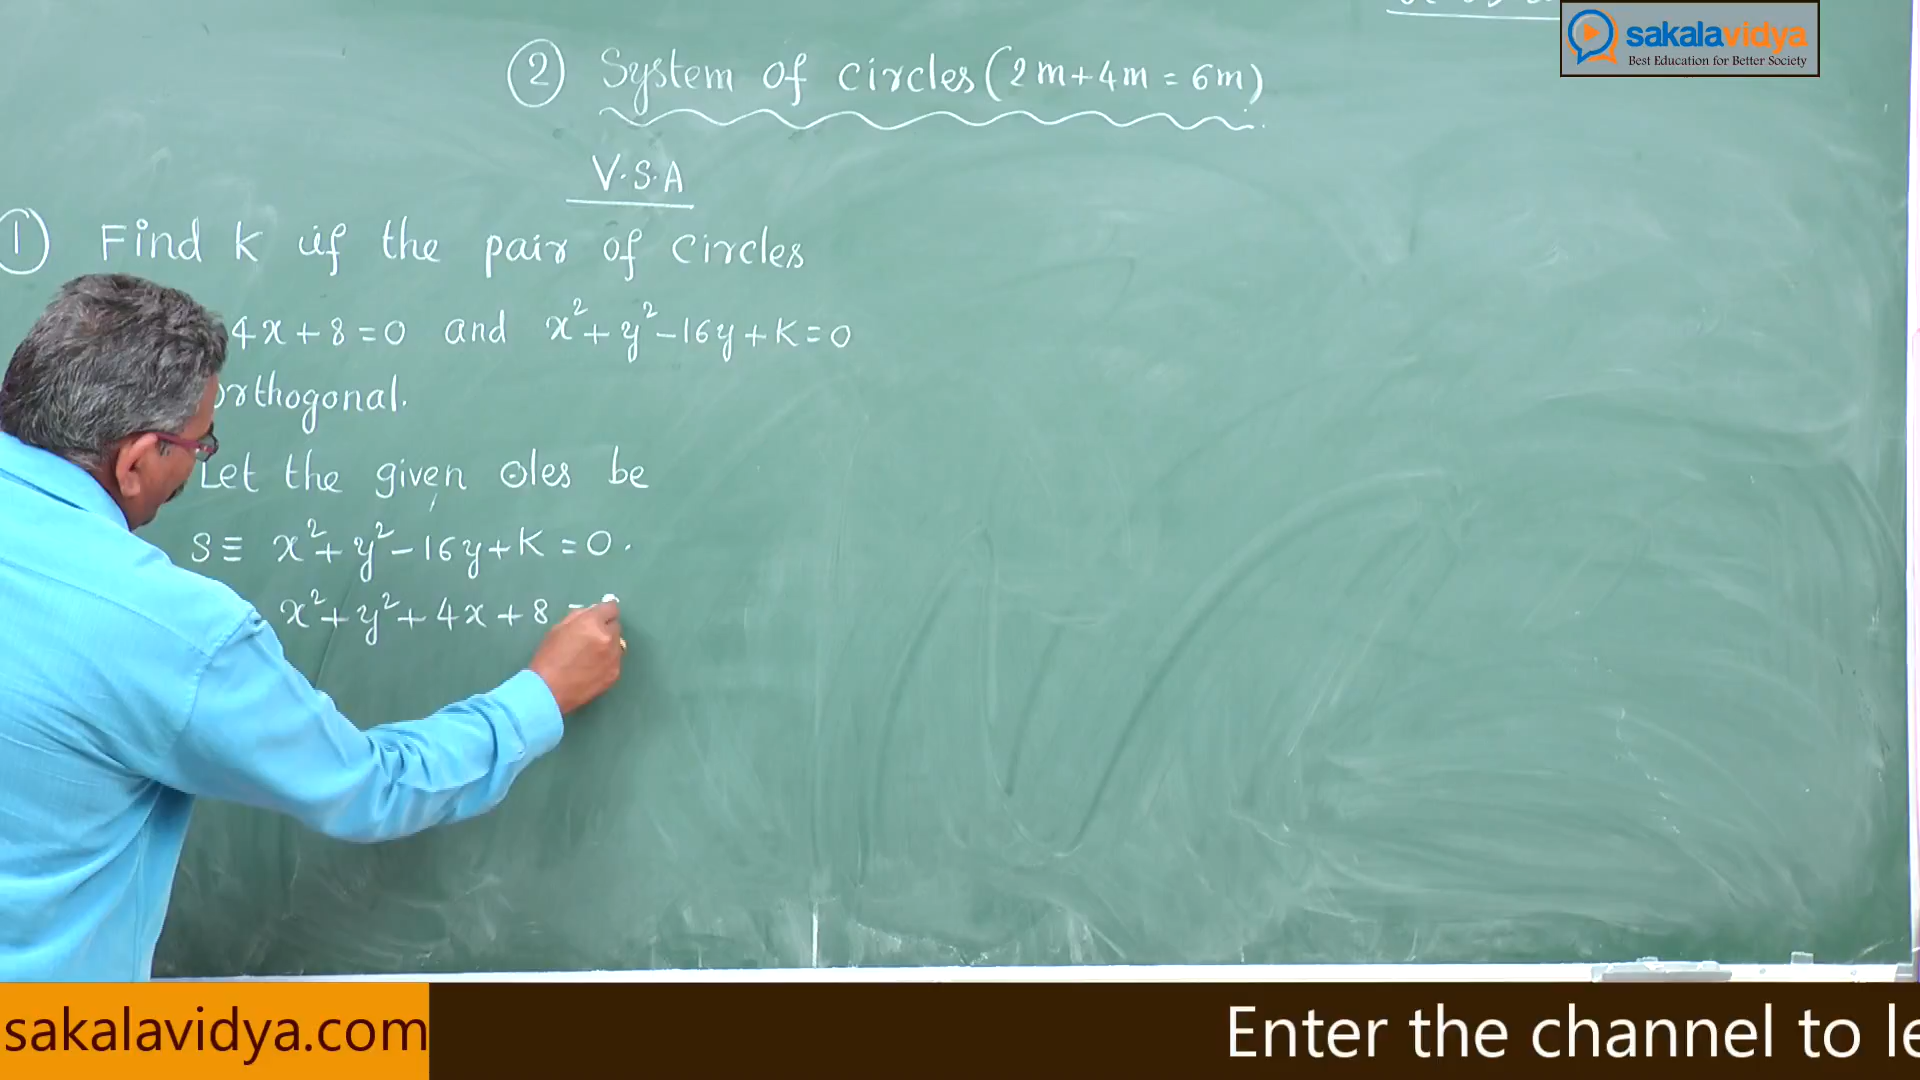 sakalavidya
Best Education for Better Society
② System of circles (2m+4m = 6m)
V.S.A
① Find K if the pair of circles
4x + 8 = 0 and x² + y² - 16y + K = 0
orthogonal.
Let the given ⊙les be
S ≡ x² + y² - 16y + K = 0.
x² + y² + 4x + 8 =
sakalavidya.com
Enter the channel to le